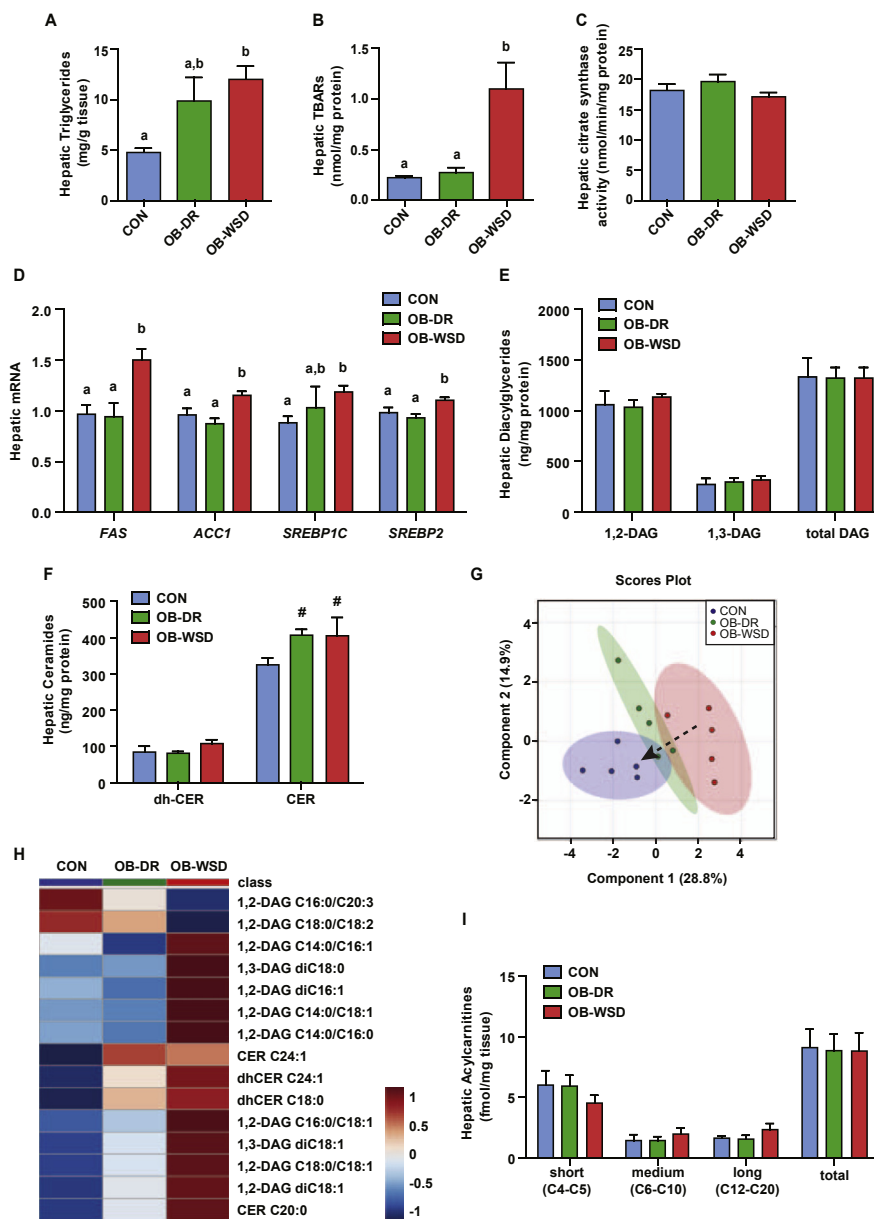 A
Hepatic Triglycerides
(mg/g tissue)
15
10
5
0
a
a,b
b
CON
OB-DR
OB-WSD
B
Hepatic TBARs
(nmol/mg protein)
1.5
1.0
0.5
0.0
a
a
b
CON
OB-DR
OB-WSD
C
Hepatic citrate synthase
activity (nmol/min/mg protein)
25
20
15
10
5
0
CON
OB-DR
OB-WSD
D
Hepatic mRNA
2.0
1.5
1.0
0.5
0.0
CON
OB-DR
OB-WSD
a a b
a a b
a a,b b
a a b
FAS
ACC1
SREBP1C
SREBP2
E
Hepatic Diacylglycerides
(ng/mg protein)
2000
1500
1000
500
0
CON
OB-DR
OB-WSD
1,2-DAG
1,3-DAG
total DAG
F
Hepatic Ceramides
(ng/mg protein)
500
400
300
200
100
0
CON
OB-DR
OB-WSD
# #
dh-CER
CER
G
Scores Plot
CON
OB-DR
OB-WSD
Component 2 (14.9%)
4
2
0
-2
-4 -2 0 2 4
Component 1 (28.8%)
H
CON OB-DR OB-WSD
class
1,2-DAG C16:0/C20:3
1,2-DAG C18:0/C18:2
1,2-DAG C14:0/C16:1
1,3-DAG diC18:0
1,2-DAG diC16:1
1,2-DAG C14:0/C18:1
1,2-DAG C14:0/C16:0
CER C24:1
dhCER C24:1
dhCER C18:0
1,2-DAG C16:0/C18:1
1,3-DAG diC18:1
1,2-DAG C18:0/C18:1
1,2-DAG diC18:1
CER C20:0
1
0.5
0
-0.5
-1
I
Hepatic Acylcarnitines
(fmol/mg tissue)
15
10
5
0
CON
OB-DR
OB-WSD
short
(C4-C5)
medium
(C6-C10)
long
(C12-C20)
total